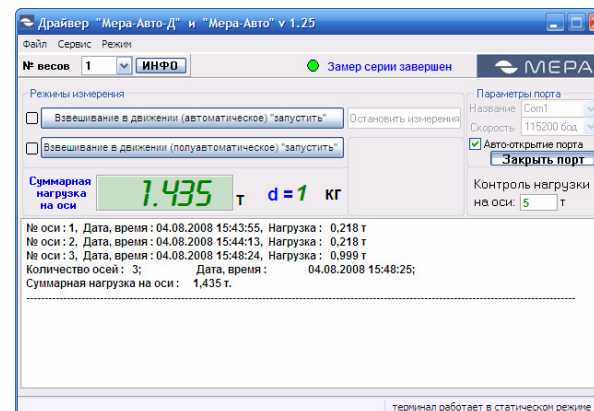 Драйвер "Мера-Авто-Д" и "Мера-Авто" v 1.25
Файл Сервис Режим
№ весов 1 ИНФО Замер серии завершен МЕРА
Режимы измерения
Взвешивание в движении (автоматическое) "запустить"
Остановить измерения
Взвешивание в движении (полуавтоматическое) "запустить"
Параметры порта
Название Com1
Скорость 115200 бод
Авто-открытие порта
Закрыть порт
Суммарная
нагрузка
на оси
1.435 т d = 1 кг
Контроль нагрузки
на оси: 5 т
№ оси : 1, Дата, время : 04.08.2008 15:43:55, Нагрузка : 0,218 т
№ оси : 2, Дата, время : 04.08.2008 15:44:13, Нагрузка : 0,218 т
№ оси : 3, Дата, время : 04.08.2008 15:48:24, Нагрузка : 0,999 т
Количество осей : 3; Дата, время : 04.08.2008 15:48:25;
Суммарная нагрузка на оси : 1,435 т.
терминал работает в статическом режиме